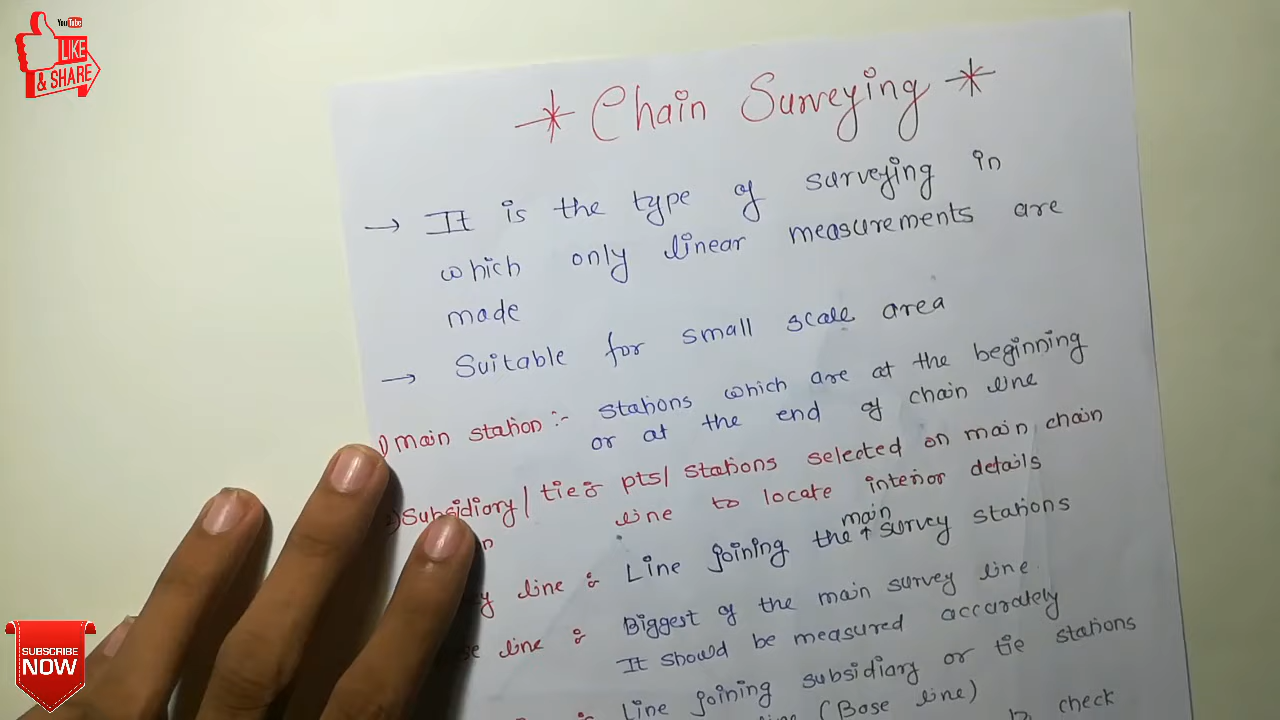 YouTube
LIKE
& SHARE
* Chain Surveying *
→ It is the type of surveying in
which only linear measurements are
made
→ Suitable for small scale area
1) Main station :- stations which are at the beginning
or at the end of chain line
Subsidiory/ tie : pts/ stations selected on main chain
line to locate interior details
main
line : Line joining the ↑ survey stations
line : Biggest of the main survey line.
It should be measured accurately
Line joining subsidiary or tie stations
(Base line)
check
SUBSCRIBE
NOW